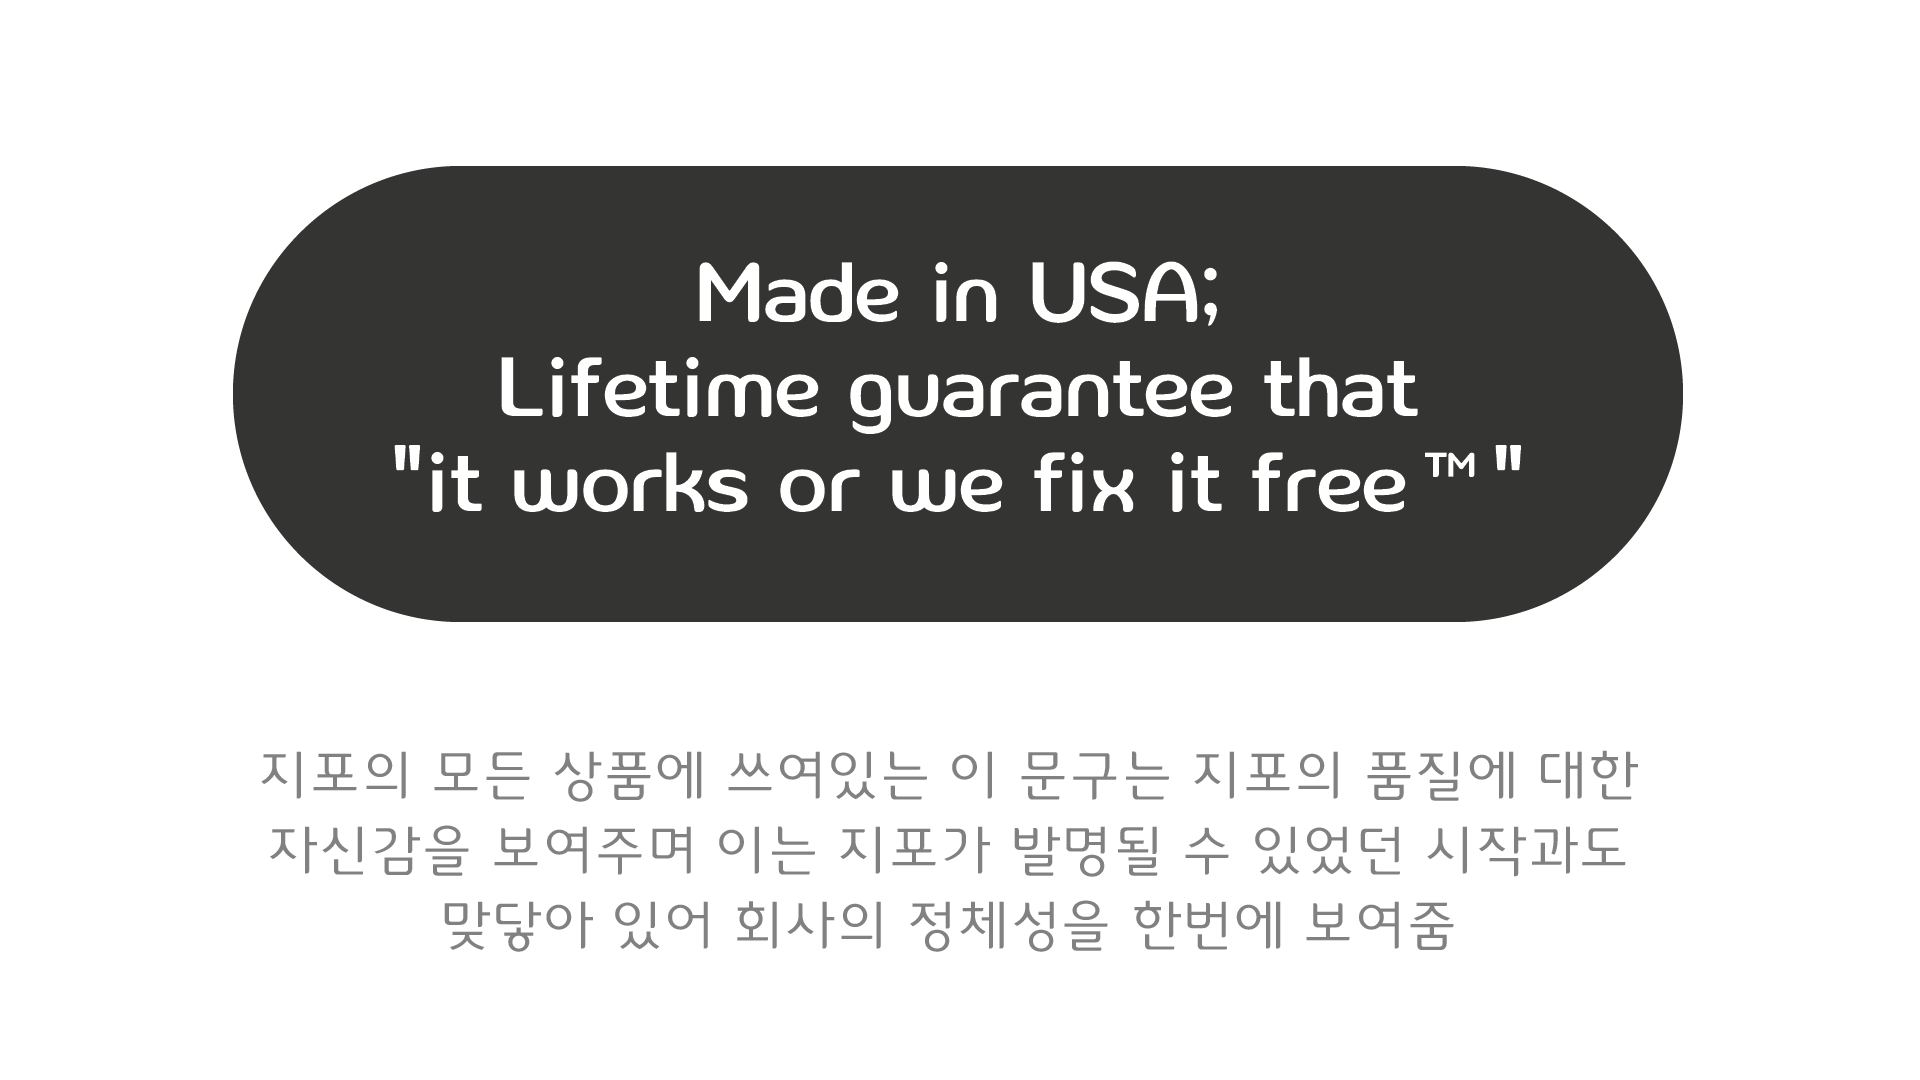 Made in USA;
Lifetime guarantee that
"it works or we fix it free™"
지포의 모든 상품에 쓰여있는 이 문구는 지포의 품질에 대한
자신감을 보여주며 이는 지포가 발명될 수 있었던 시작과도
맞닿아 있어 회사의 정체성을 한번에 보여줌